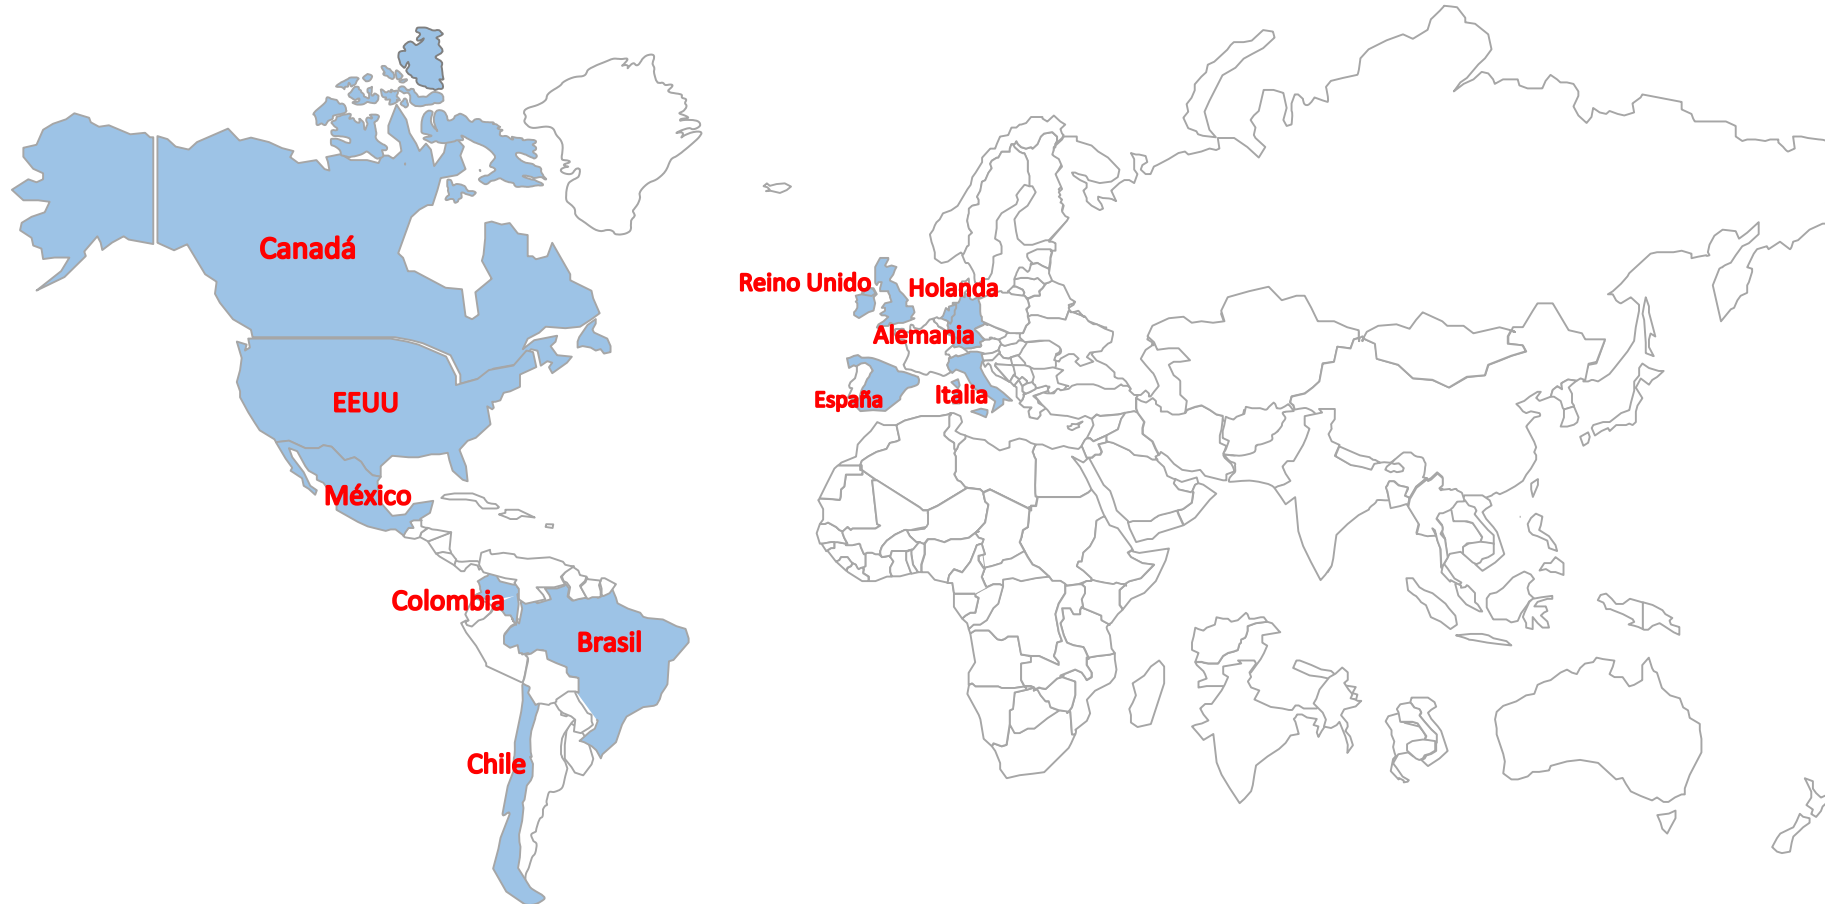 Canadá
Reino Unido
Holanda
Alemania
EEUU
España
Italia
México
Colombia
Brasil
Chile